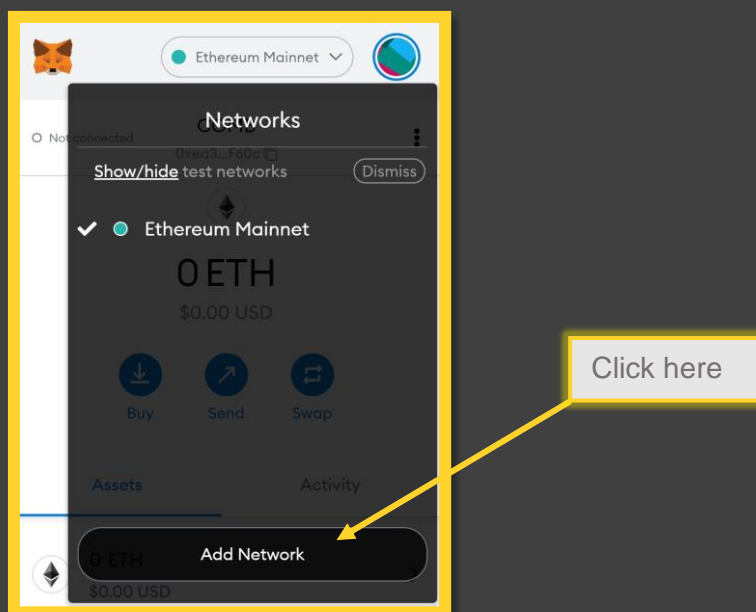 Ethereum Mainnet
Networks
Not connected
0xea3...F60c
Show/hide test networks
Dismiss
Ethereum Mainnet
0 ETH
$0.00 USD
Buy Send Swap
Click here
Assets Activity
Add Network
0 ETH
$0.00 USD